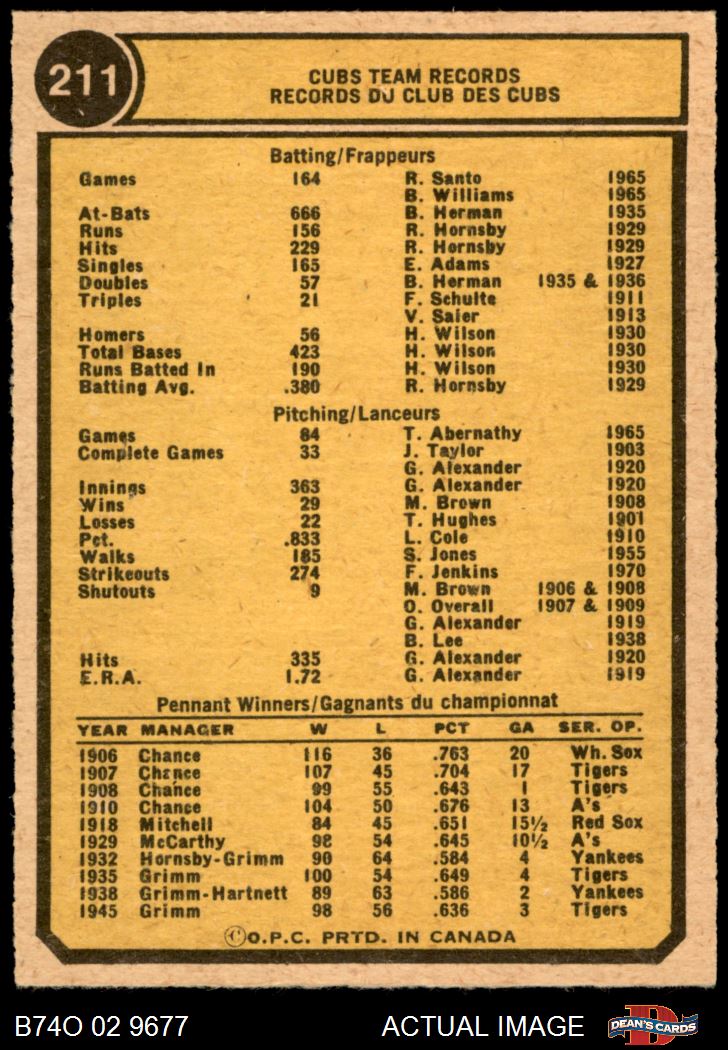 211
CUBS TEAM RECORDS
RECORDS DU CLUB DES CUBS
Batting/Frappeurs
Games 164 R. Santo 1965
B. Williams 1965
At-Bats 666 B. Herman 1935
Runs 156 R. Hornsby 1929
Hits 229 R. Hornsby 1929
Singles 165 E. Adams 1927
Doubles 57 B. Herman 1935 & 1936
Triples 21 F. Schulte 1911
V. Saier 1913
Homers 56 H. Wilson 1930
Total Bases 423 H. Wilson 1930
Runs Batted In 190 H. Wilson 1930
Batting Avg. .380 R. Hornsby 1929
Pitching/Lanceurs
Games 84 T. Abernathy 1965
Complete Games 33 J. Taylor 1903
G. Alexander 1920
Innings 363 G. Alexander 1920
Wins 29 M. Brown 1908
Losses 22 T. Hughes 1901
Pct. .833 L. Cole 1910
Walks 185 S. Jones 1955
Strikeouts 274 F. Jenkins 1970
Shutouts 9 M. Brown 1906 & 1908
O. Overall 1907 & 1909
G. Alexander 1919
B. Lee 1938
Hits 335 G. Alexander 1920
E.R.A. 1.72 G. Alexander 1919
Pennant Winners/Gagnants du championnat
YEAR MANAGER W L PCT GA SER. OP.
1906 Chance 116 36 .763 20 Wh. Sox
1907 Chance 107 45 .704 17 Tigers
1908 Chance 99 55 .643 1 Tigers
1910 Chance 104 50 .676 13 A's
1918 Mitchell 84 45 .651 15½ Red Sox
1929 McCarthy 98 54 .645 10½ A's
1932 Hornsby-Grimm 90 64 .584 4 Yankees
1935 Grimm 100 54 .649 4 Tigers
1938 Grimm-Hartnett 89 63 .586 2 Yankees
1945 Grimm 98 56 .636 3 Tigers
©O.P.C. PRTD. IN CANADA
B74O 02 9677 ACTUAL IMAGE D DEAN'S CARDS